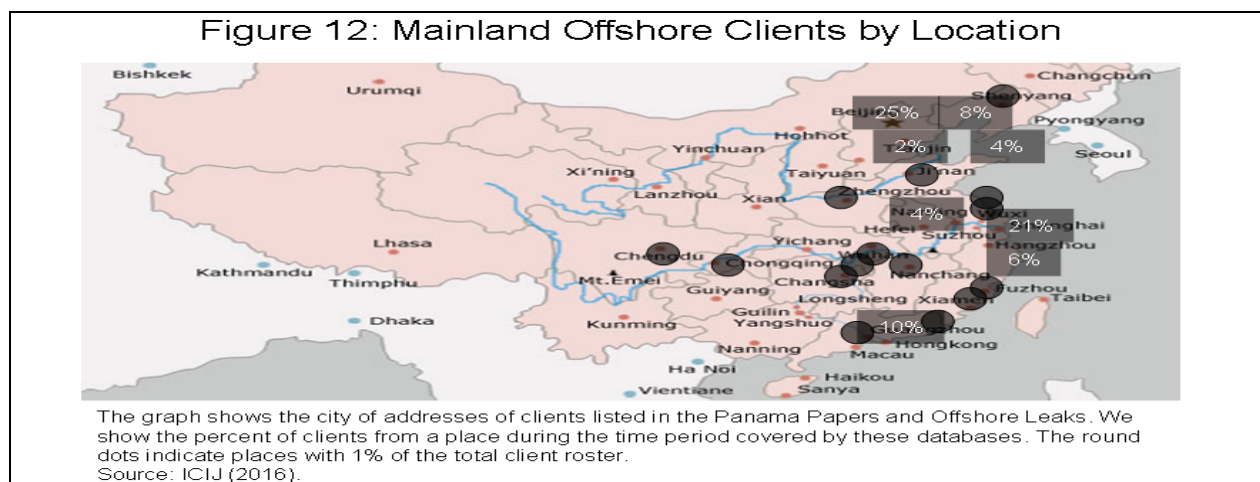 Figure 12: Mainland Offshore Clients by Location
Bishkek
Changchun
Urumqi
Shenyang
25%
8%
Pyongyang
Hohhot
2%
4%
Seoul
Yinchuan
Taiyuan
Jinan
Xi'ning
Lanzhou
Zhengzhou
Xian
4%
Wuxi
21%
Hefei
Suzhou
Hangzhou
Lhasa
Yichang
Wuhan
Chengdu
6%
Kathmandu
Chongqing
Nanchang
Thimphu
Mt.Emei
Changsha
Guiyang
Fuzhou
Longsheng
Xiamen
Taibei
Guilin
Dhaka
Kunming
Yangshuo
10%
Hongkong
Nanning
Macau
Ha Noi
Haikou
Vientiane
Sanya
The graph shows the city of addresses of clients listed in the Panama Papers and Offshore Leaks. We
show the percent of clients from a place during the time period covered by these databases. The round
dots indicate places with 1% of the total client roster.
Source: ICIJ (2016).